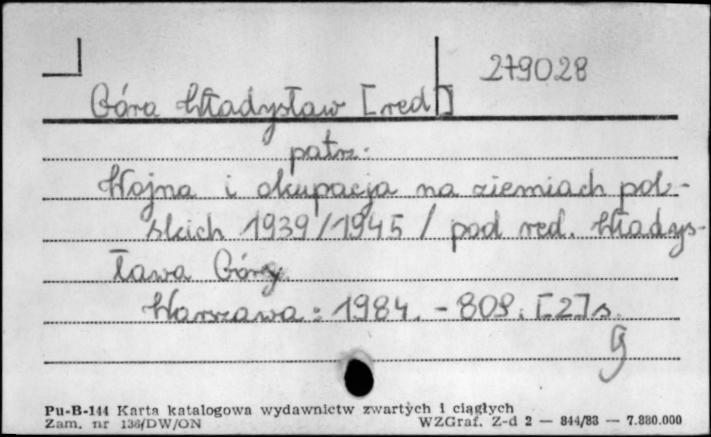 279028
Góra Władysław [red]
patrz.
Wojna i okupacja na ziemiach pol-
skich 1939/1945 / pod red. Władys-
ława Góry
Warszawa : 1984. - 808, [2] s.
g
Pu-B-144 Karta katalogowa wydawnictw zwartych i ciągłych
Zam. nr 136/DW/ON WZGraf. Z-d 2 — 844/83 — 7.880.000